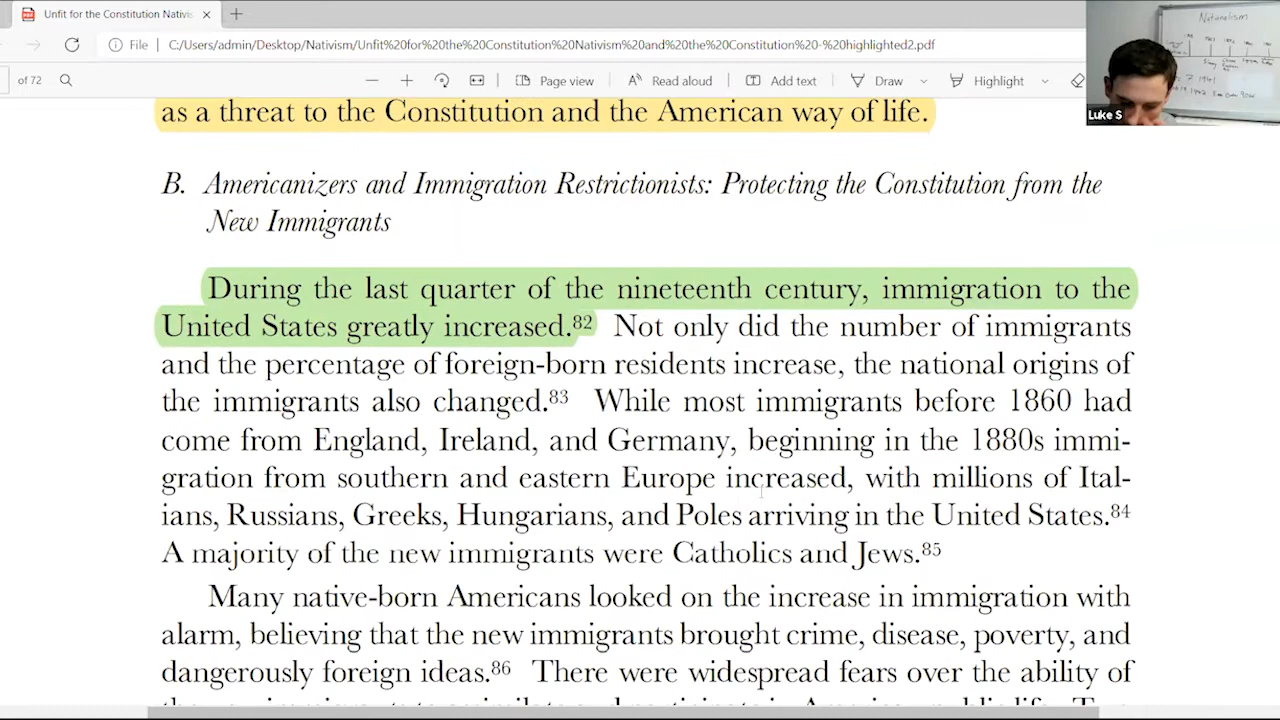 Unfit for the Constitution Nativis
File C:/Users/admin/Desktop/Nativism/Unfit%20for%20the%20Constitution%20Nativism%20and%20the%20Constitution%20-%20highlighted2.pdf
of 72 Page view Read aloud Add text Draw Highlight
Nationalism
1941
Luke S
as a threat to the Constitution and the American way of life.
B. Americanizers and Immigration Restrictionists: Protecting the Constitution from the
New Immigrants
During the last quarter of the nineteenth century, immigration to the
United States greatly increased.82 Not only did the number of immigrants
and the percentage of foreign-born residents increase, the national origins of
the immigrants also changed.83 While most immigrants before 1860 had
come from England, Ireland, and Germany, beginning in the 1880s immi-
gration from southern and eastern Europe increased, with millions of Ital-
ians, Russians, Greeks, Hungarians, and Poles arriving in the United States.84
A majority of the new immigrants were Catholics and Jews.85
Many native-born Americans looked on the increase in immigration with
alarm, believing that the new immigrants brought crime, disease, poverty, and
dangerously foreign ideas.86 There were widespread fears over the ability of